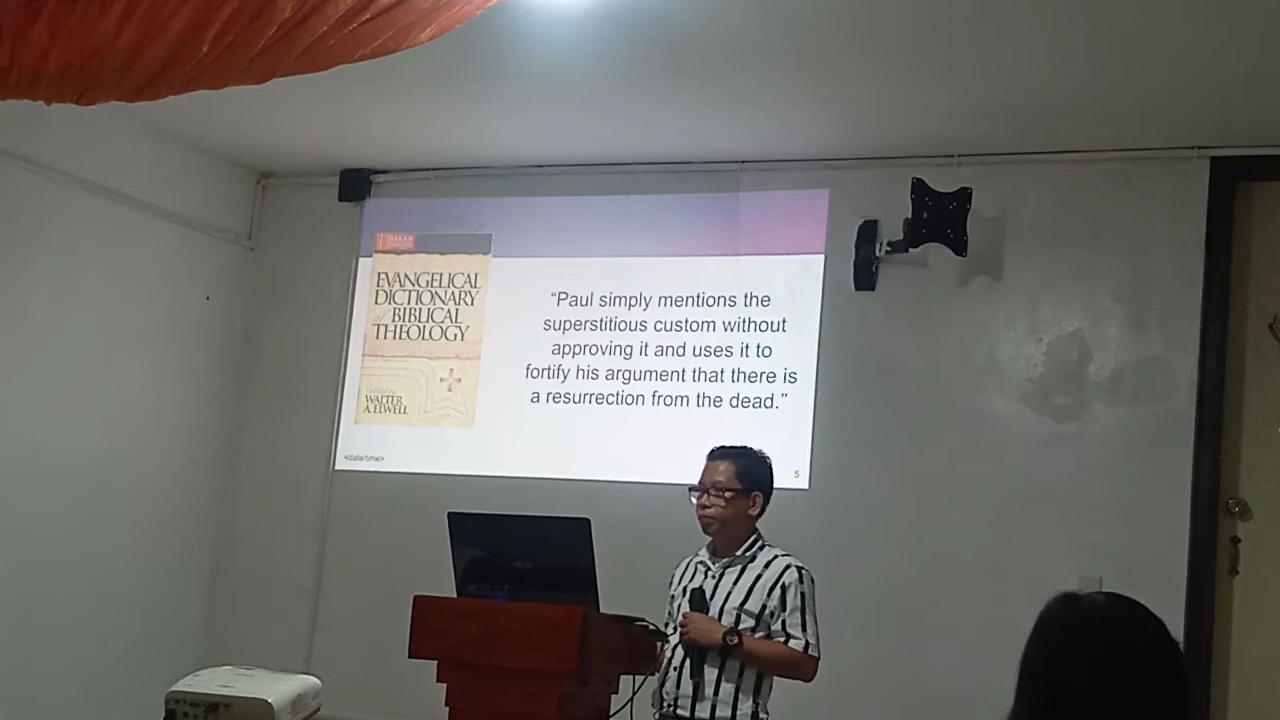 BAKER
EVANGELICAL
DICTIONARY
of BIBLICAL
THEOLOGY
WALTER
A. ELWELL
“Paul simply mentions the
superstitious custom without
approving it and uses it to
fortify his argument that there is
a resurrection from the dead.”
<date/time>
5